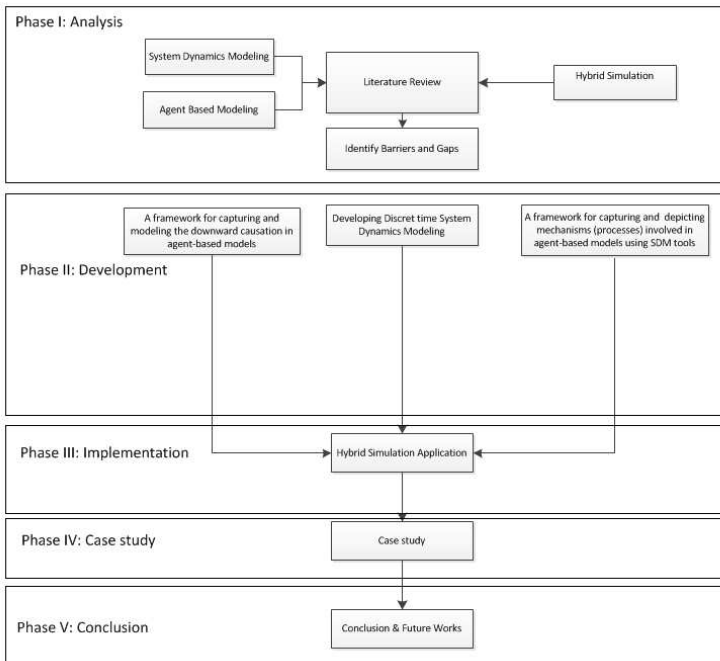 Phase I: Analysis
System Dynamics Modeling
Agent Based Modeling
Literature Review
Hybrid Simulation
Identify Barriers and Gaps
Phase II: Development
A framework for capturing and
modeling the downward causation in
agent-based models
Developing Discret time System
Dynamics Modeling
A framework for capturing and depicting
mechanisms (processes) involved in
agent-based models using SDM tools
Phase III: Implementation
Hybrid Simulation Application
Phase IV: Case study
Case study
Phase V: Conclusion
Conclusion & Future Works